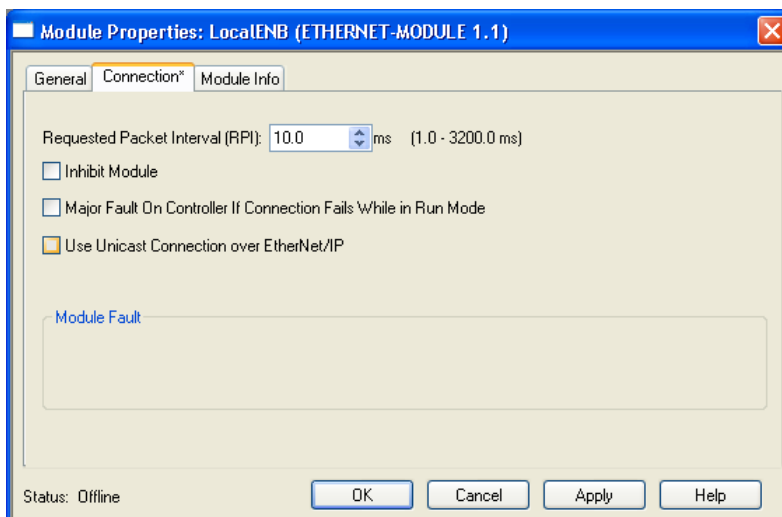 Module Properties: LocalENB (ETHERNET-MODULE 1.1)
General Connection* Module Info
Requested Packet Interval (RPI): 10.0 ms (1.0 - 3200.0 ms)
Inhibit Module
Major Fault On Controller If Connection Fails While in Run Mode
Use Unicast Connection over EtherNet/IP
Module Fault
Status: Offline OK Cancel Apply Help